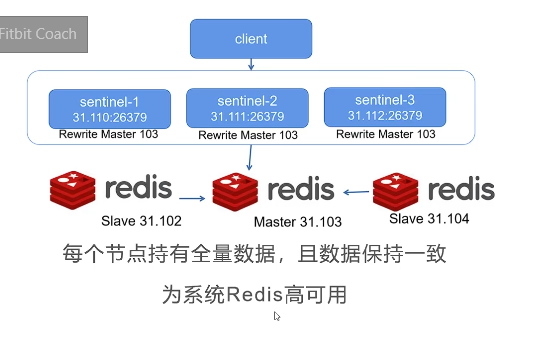 Fitbit Coach
client
sentinel-1
31.110:26379
Rewrite Master 103
sentinel-2
31.111:26379
Rewrite Master 103
sentinel-3
31.112:26379
Rewrite Master 103
redis
Slave 31.102
redis
Master 31.103
redis
Slave 31.104
每个节点持有全量数据，且数据保持一致
为系统Redis高可用